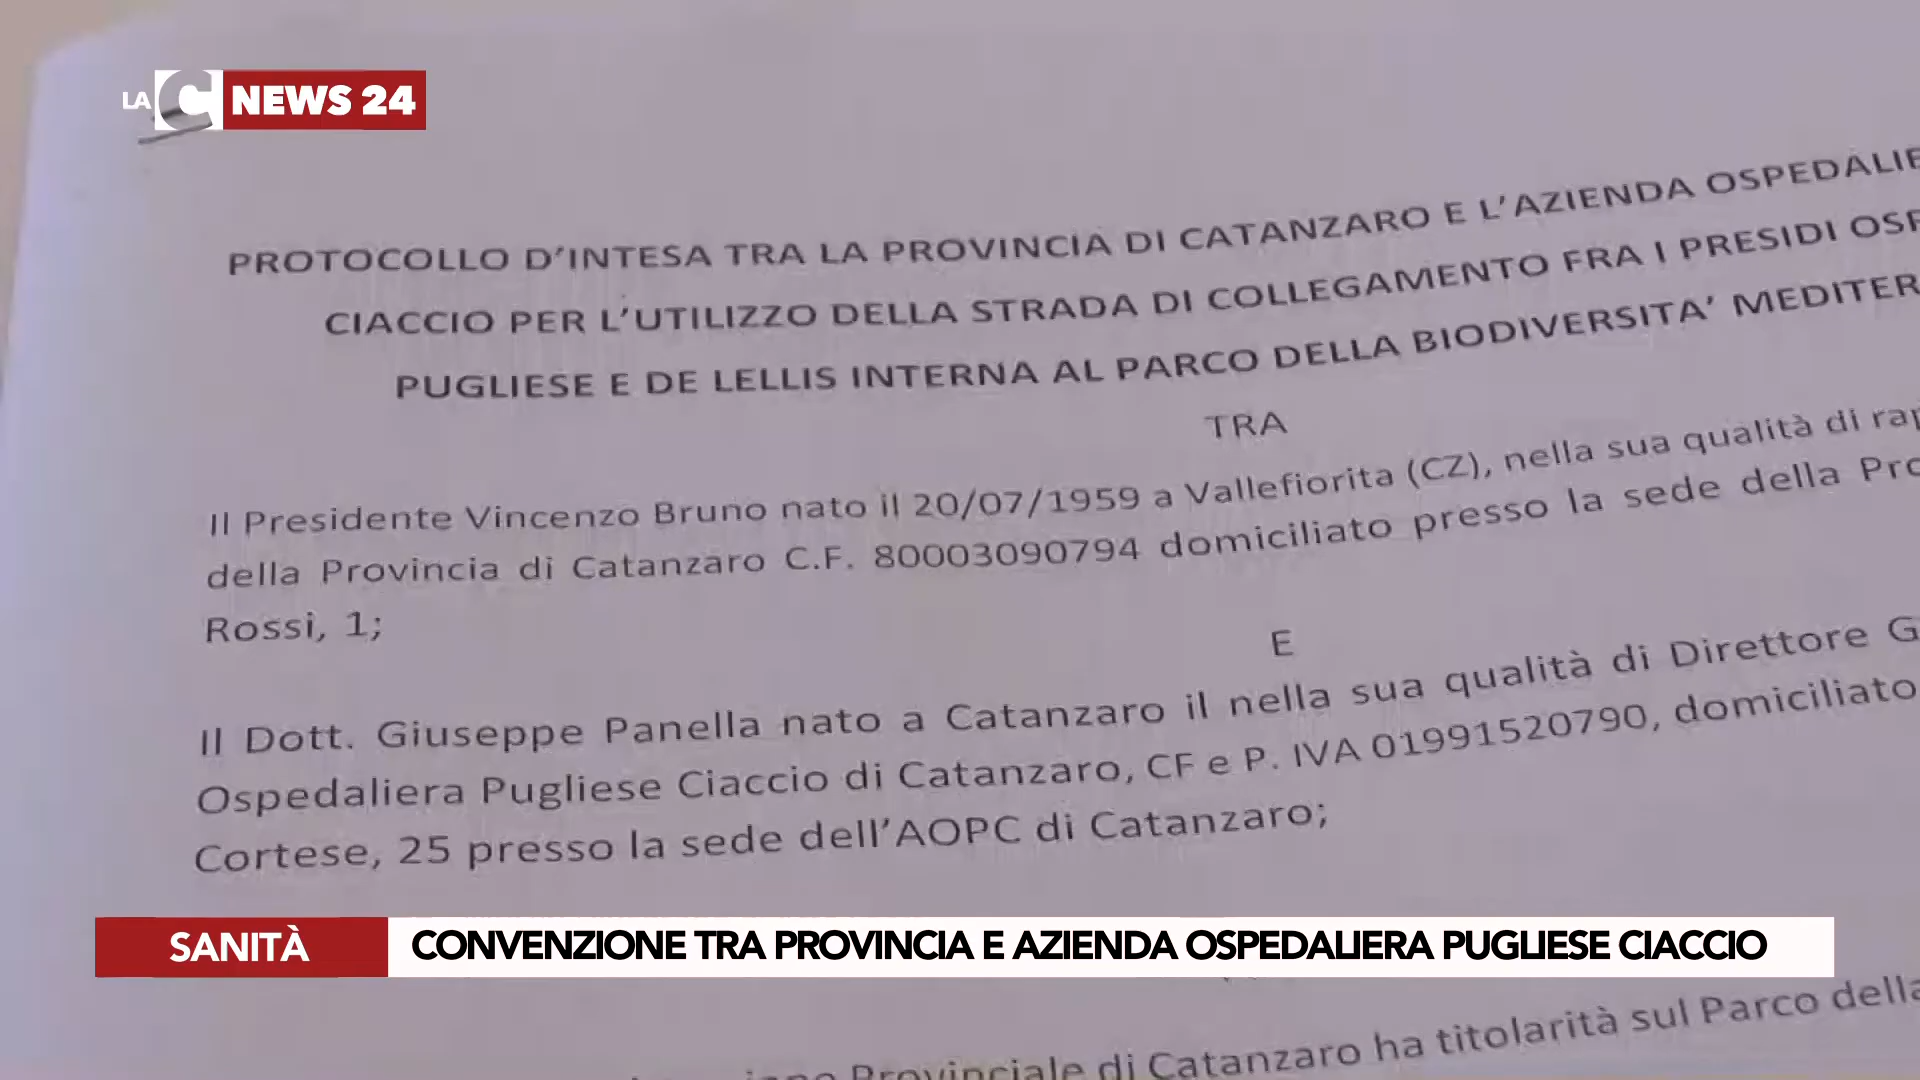 LA C NEWS 24
PROTOCOLLO D'INTESA TRA LA PROVINCIA DI CATANZARO E L'AZIENDA
CIACCIO PER L'UTILIZZO DELLA STRADA DI COLLEGAMENTO FRA I PRESIDI
PUGLIESE E DE LELLIS INTERNA AL PARCO DELLA BIODIVERSITA'
TRA
Il Presidente Vincenzo Bruno nato il 20/07/1959 a Vallefiorita (CZ), nella sua qualità di
della Provincia di Catanzaro C.F. 80003090794 domiciliato presso la sede della
Rossi, 1;
E
Il Dott. Giuseppe Panella nato a Catanzaro il nella sua qualità di Direttore
Ospedaliera Pugliese Ciaccio di Catanzaro, CF e P. IVA 01991520790, domiciliato
Cortese, 25 presso la sede dell'AOPC di Catanzaro;
SANITÀ
CONVENZIONE TRA PROVINCIA E AZIENDA OSPEDALIERA PUGLIESE CIACCIO
Provinciale di Catanzaro ha titolarità sul Parco della